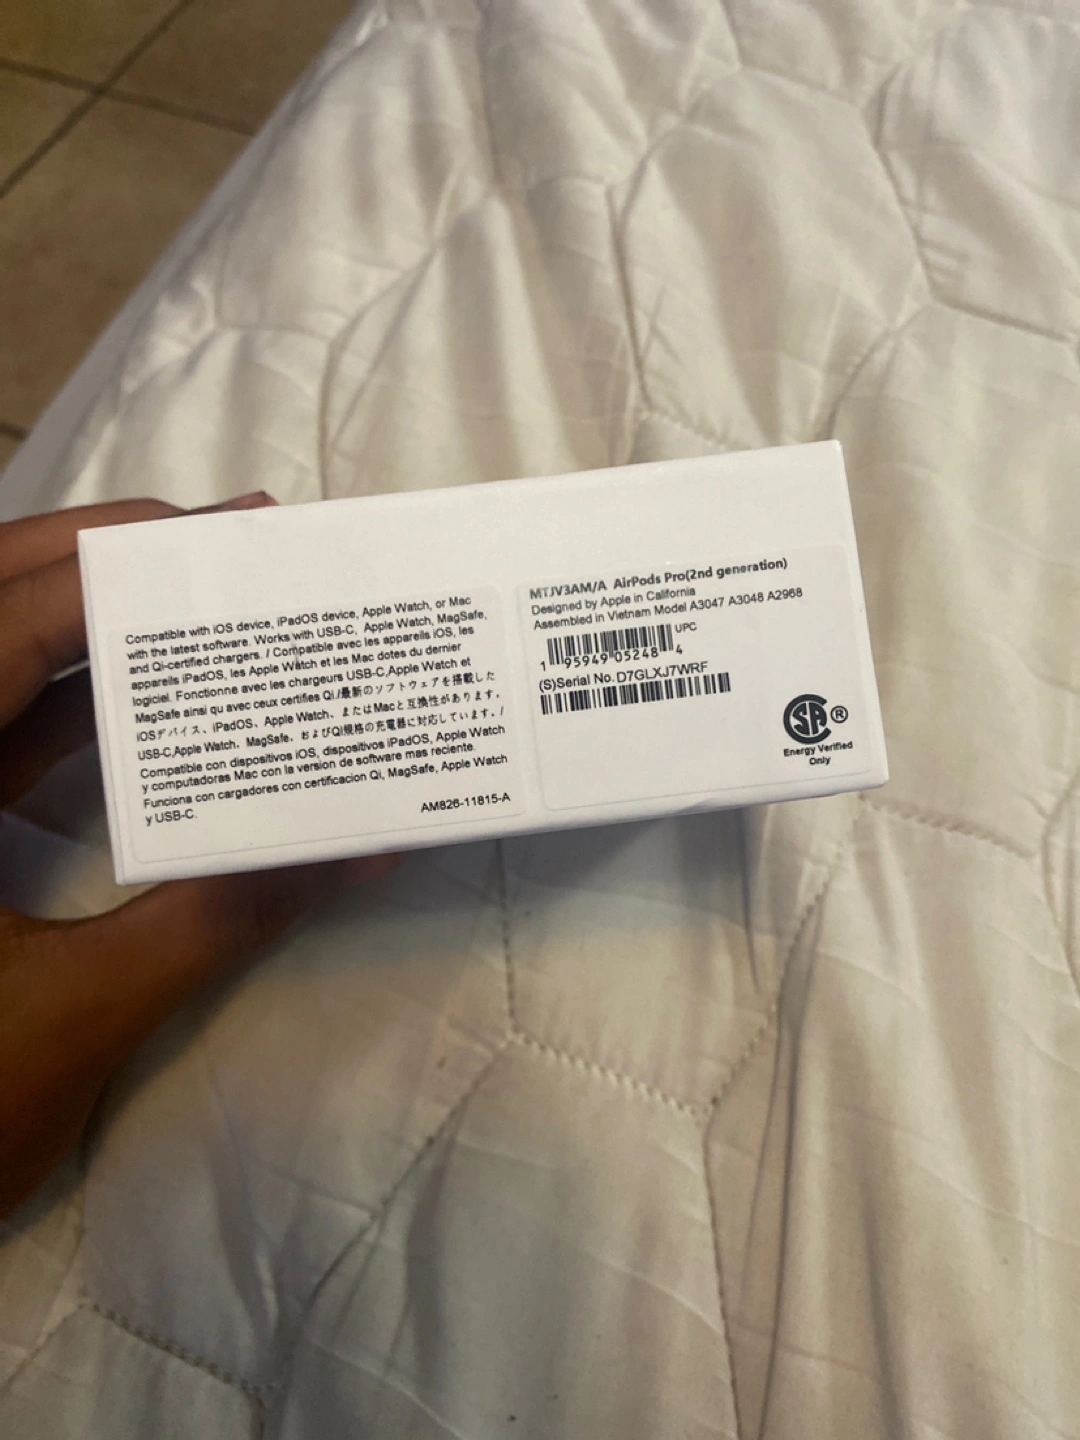 Compatible with iOS device, iPadOS device, Apple Watch, or Mac
with the latest software. Works with USB-C, Apple Watch, MagSafe,
and Qi-certified chargers. / Compatible avec les appareils iOS, les
appareils iPadOS, les Apple Watch et les Mac dotes du dernier
logiciel. Fonctionne avec les chargeurs USB-C,Apple Watch et
MagSafe ainsi qu avec ceux certifies Qi./最新のソフトウェアを搭載した
iOSデバイス、iPadOS、Apple Watch、またはMacと互換性があります。
USB-C,Apple Watch、MagSafe、およびQi規格の充電器に対応しています。/
Compatible con dispositivos iOS, dispositivos iPadOS, Apple Watch
y computadoras Mac con la version de software mas reciente.
Funciona con cargadores con certificacion Qi, MagSafe, Apple Watch
y USB-C.
AM826-11815-A
MTJV3AM/A AirPods Pro(2nd generation)
Designed by Apple in California
Assembled in Vietnam Model A3047 A3048 A2968
UPC
1 95949 05248 4
(S)Serial No. D7GLXJ7WRF
SA ®
Energy Verified
Only